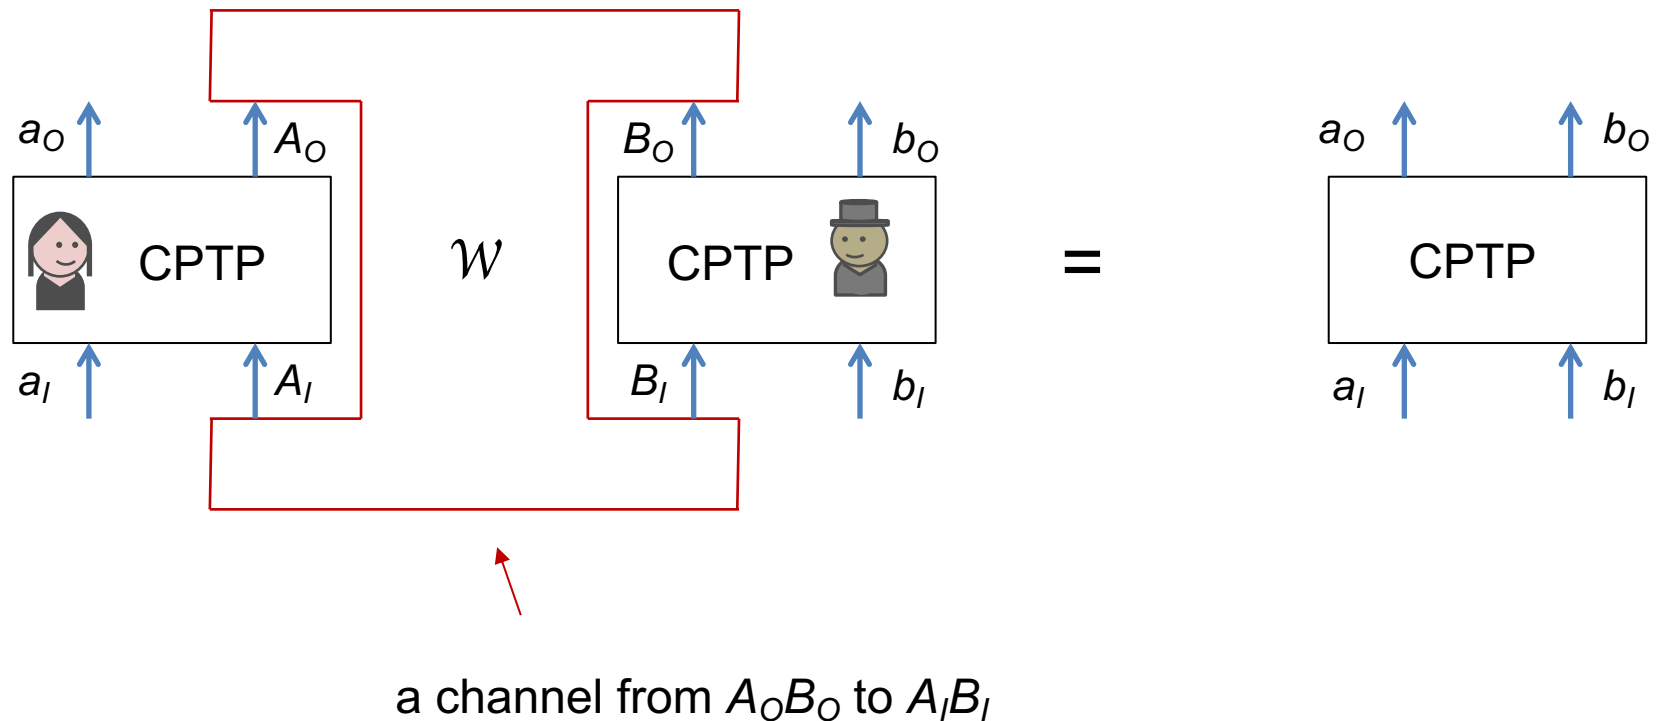 a_O A_O B_O b_O a_O b_O
CPTP 𝒲 CPTP = CPTP
a_I A_I B_I b_I a_I b_I
a channel from A_OB_O to A_IB_I